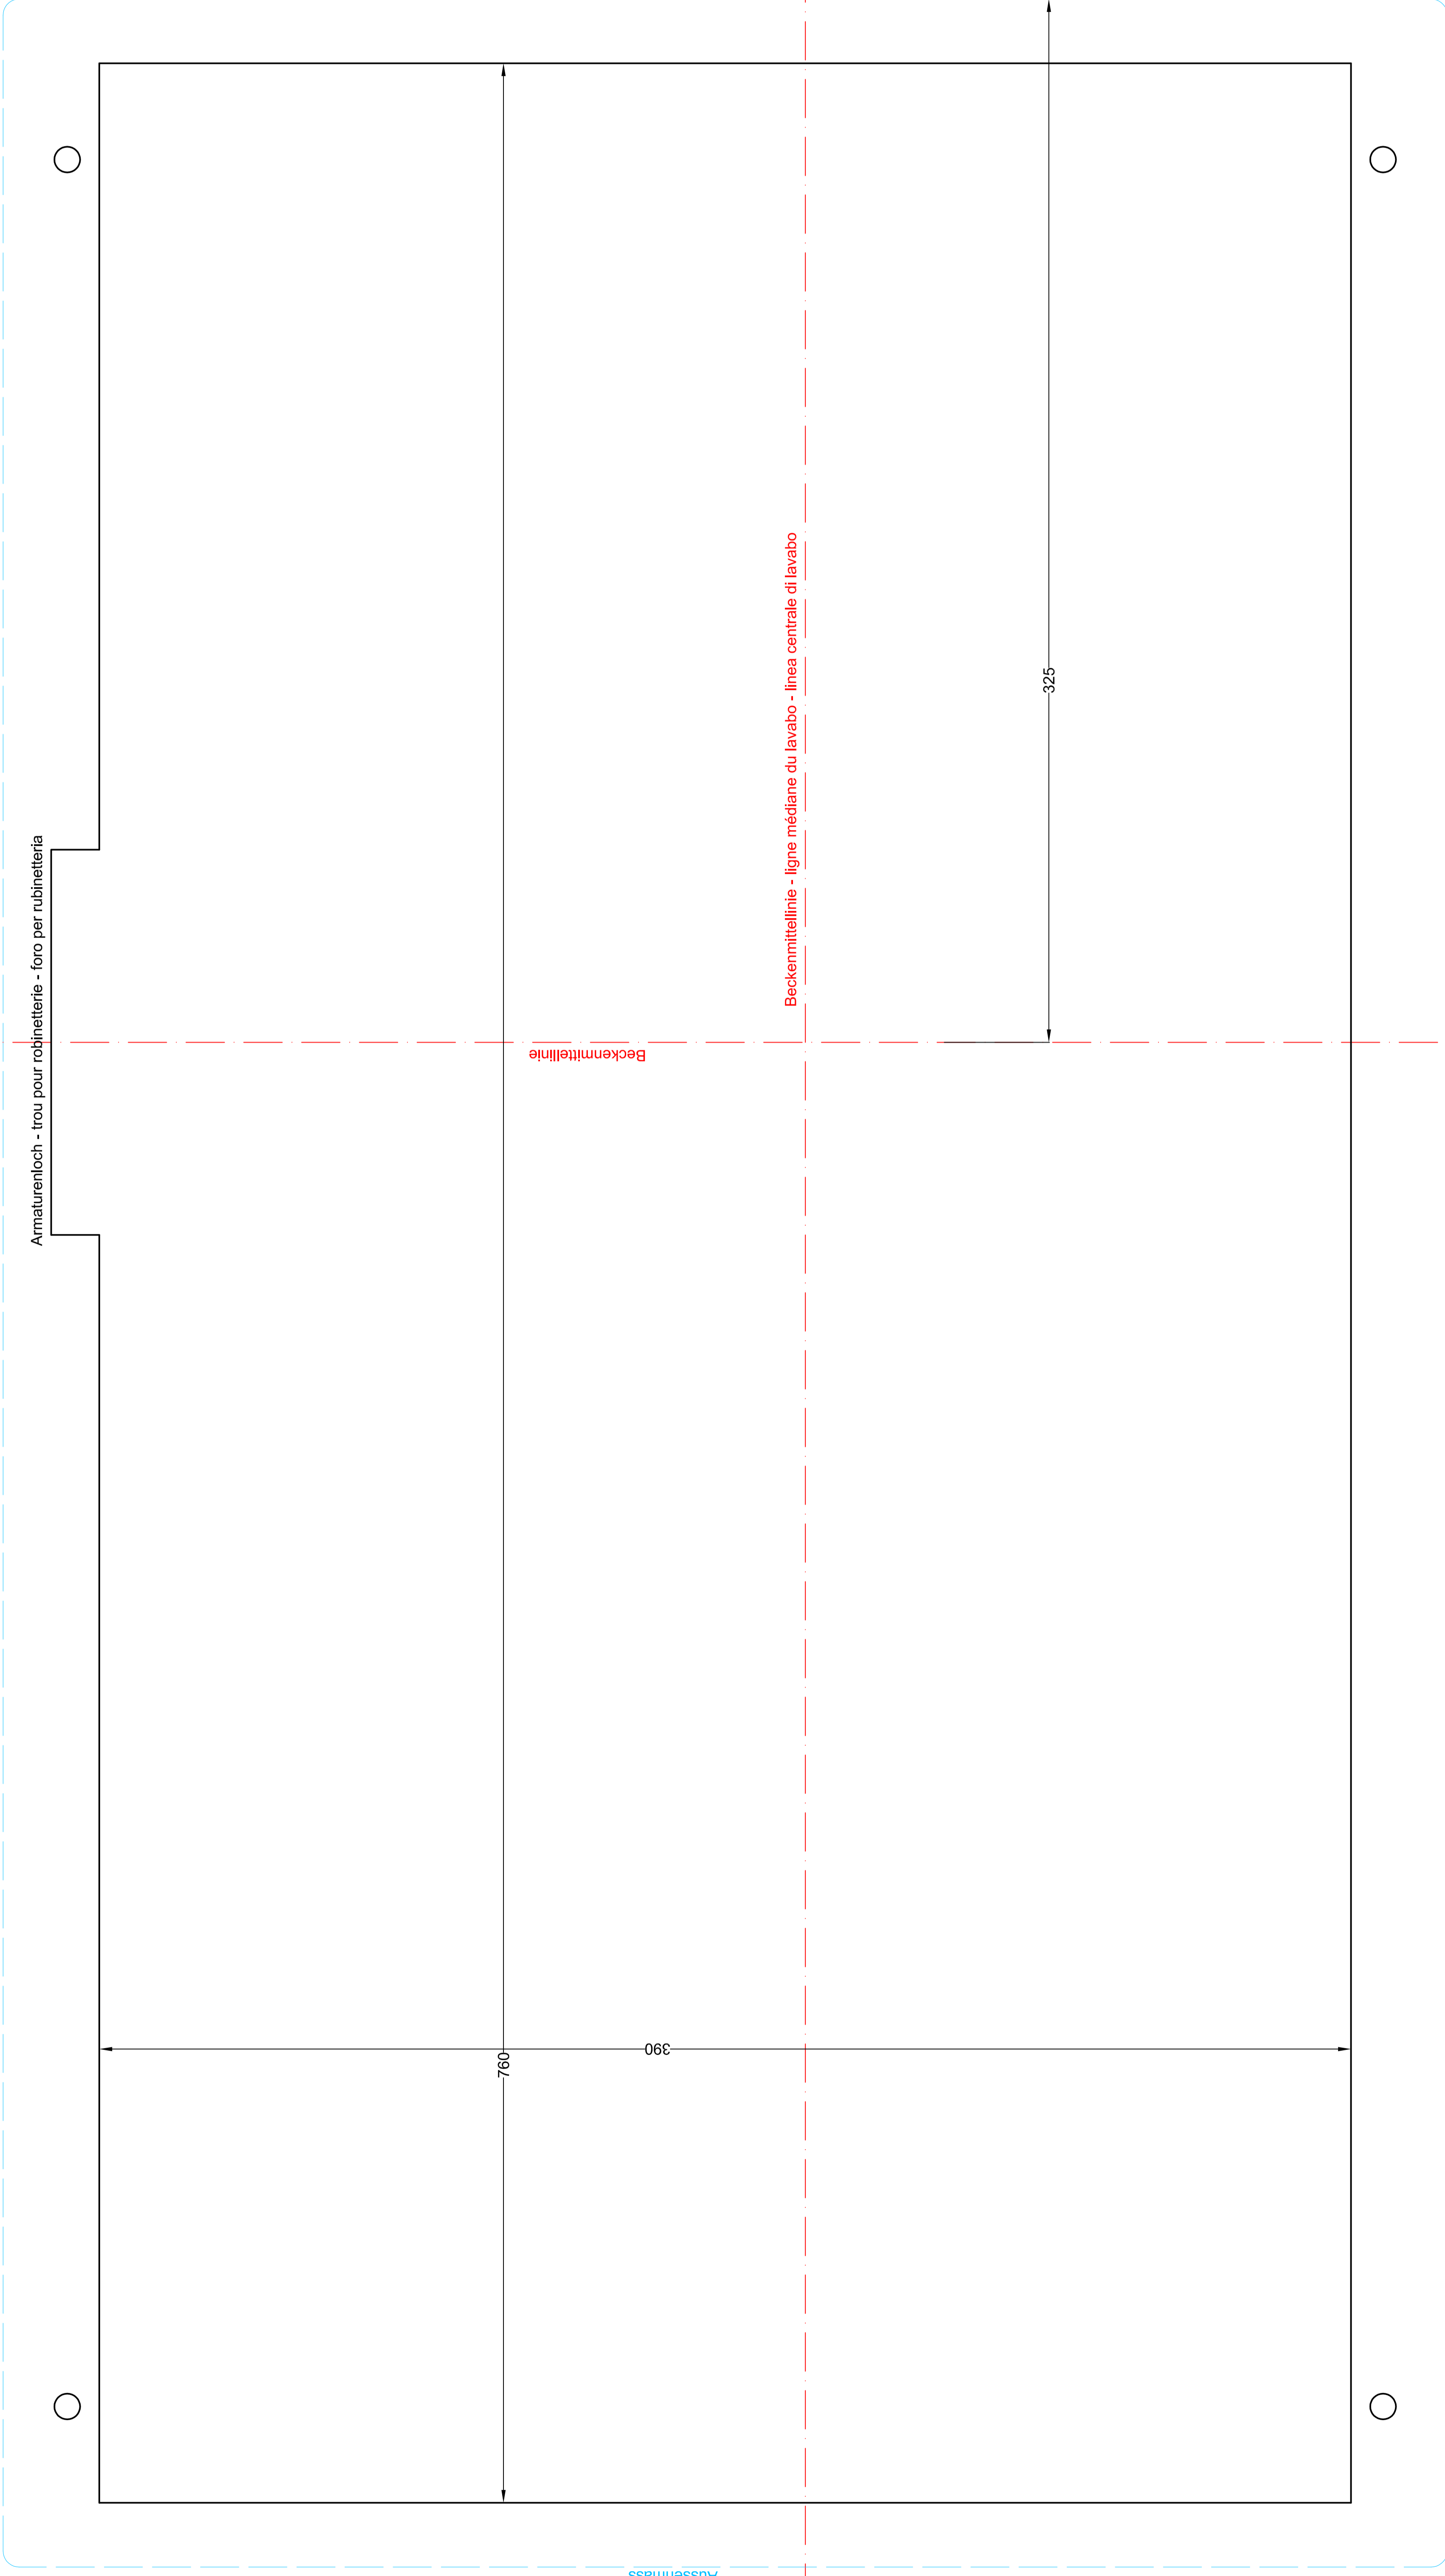 Armaturenloch - trou pour robinetterie - foro per rubinetteria
Beckenmittellinie - ligne médiane du lavabo - linea centrale di lavabo
325
Beckenmittellinie
390
760
Aussenmass